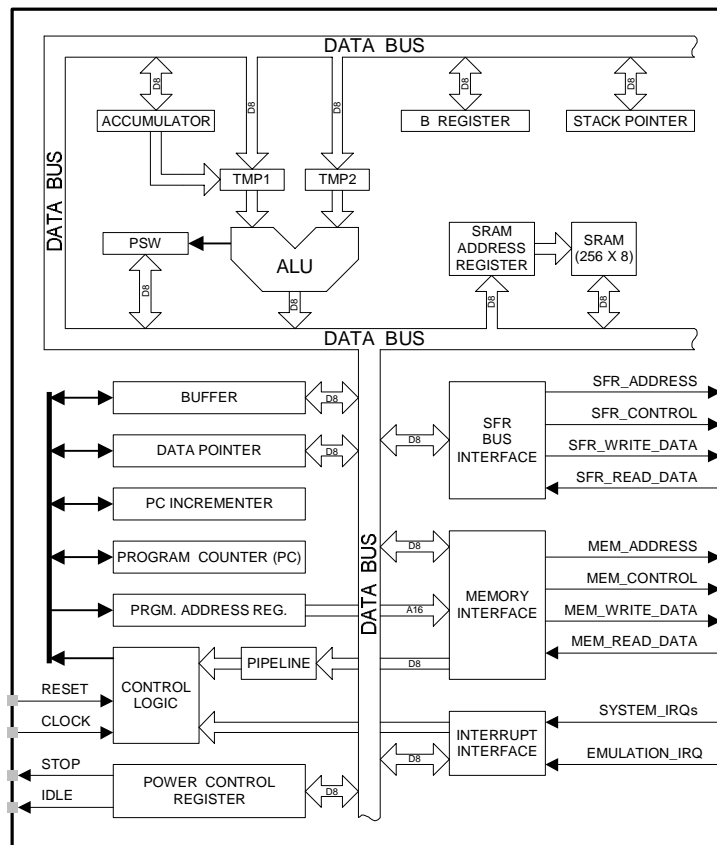 DATA BUS
D8
D8
D8
D8
D8
ACCUMULATOR
B REGISTER
STACK POINTER
DATA BUS
TMP1
TMP2
PSW
ALU
SRAM
ADDRESS
REGISTER
SRAM
(256 X 8)
D8
D8
D8
D8
DATA BUS
BUFFER
D8
SFR_ADDRESS
SFR_CONTROL
SFR
BUS
INTERFACE
D8
DATA POINTER
D8
SFR_WRITE_DATA
SFR_READ_DATA
PC INCREMENTER
PROGRAM COUNTER (PC)
DATA BUS
D8
MEM_ADDRESS
MEM_CONTROL
MEMORY
INTERFACE
PRGM. ADDRESS REG.
A16
MEM_WRITE_DATA
MEM_READ_DATA
PIPELINE
D8
CONTROL
LOGIC
RESET
CLOCK
SYSTEM_IRQs
INTERRUPT
INTERFACE
EMULATION_IRQ
D8
STOP
IDLE
POWER CONTROL
REGISTER
D8